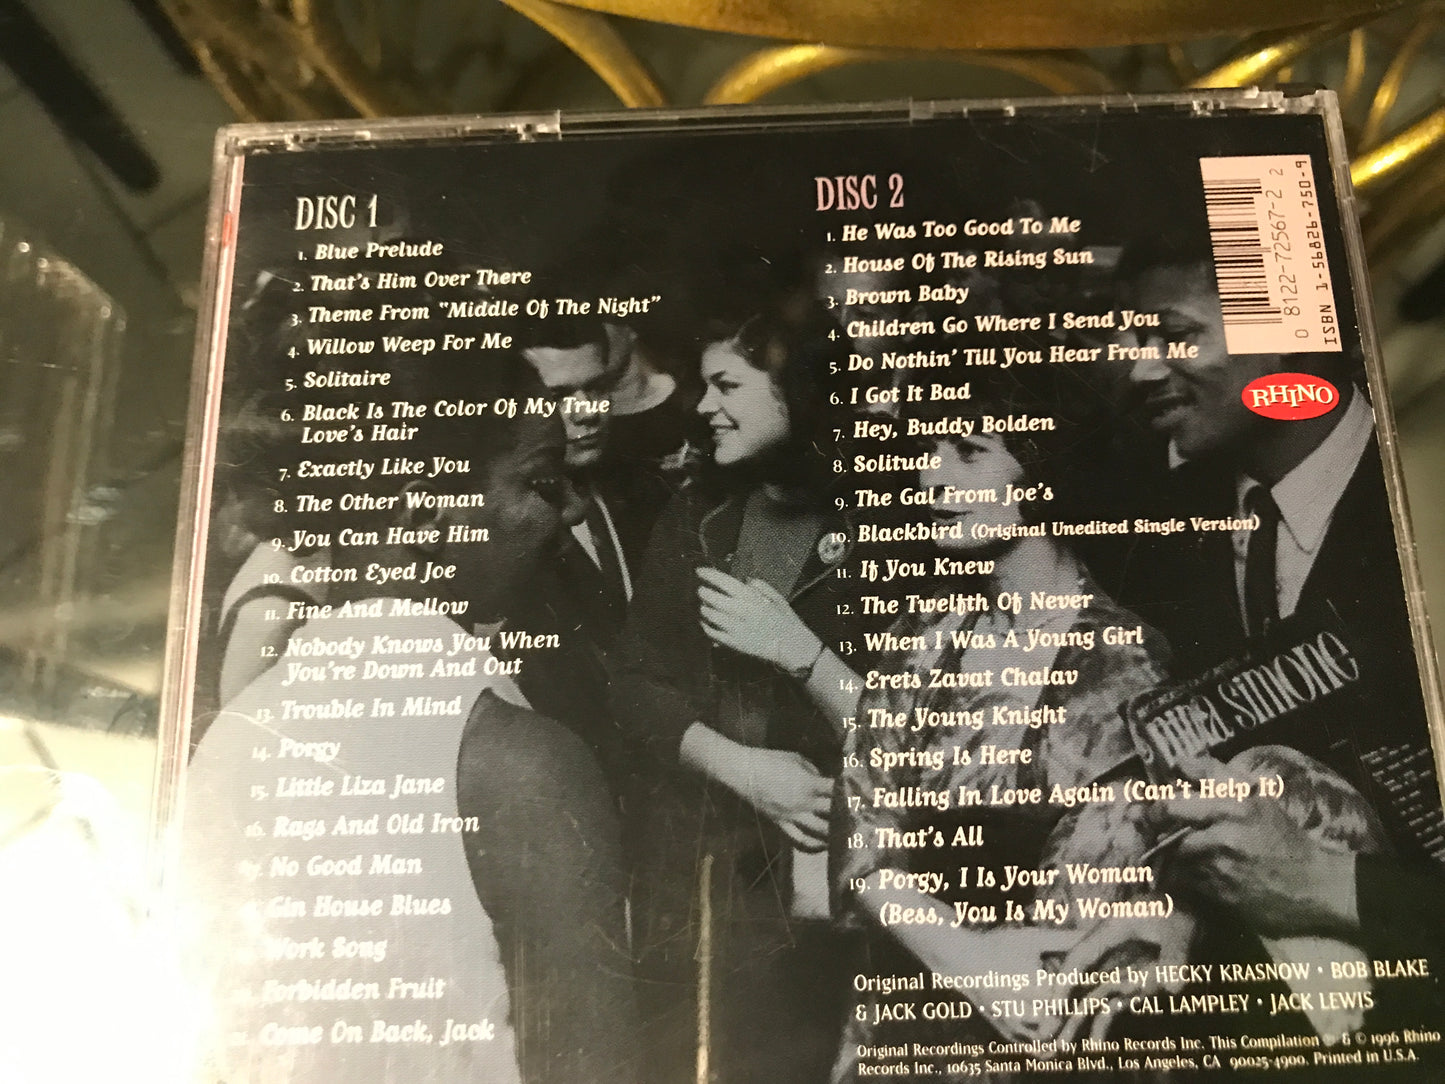 DISC 1
1. Blue Prelude
2. That's Him Over There
3. Theme From "Middle Of The Night"
4. Willow Weep For Me
5. Solitaire
6. Black Is The Color Of My True
Love's Hair
7. Exactly Like You
8. The Other Woman
9. You Can Have Him
10. Cotton Eyed Joe
11. Fine And Mellow
12. Nobody Knows You When
You're Down And Out
13. Trouble In Mind
14. Porgy
15. Little Liza Jane
16. Rags And Old Iron
No Good Man
Gin House Blues
Work Song
Forbidden Fruit
Come On Back, Jack
DISC 2
1. He Was Too Good To Me
2. House Of The Rising Sun
3. Brown Baby
4. Children Go Where I Send You
5. Do Nothin' Till You Hear From Me
6. I Got It Bad
7. Hey, Buddy Bolden
8. Solitude
9. The Gal From Joe's
10. Blackbird (Original Unedited Single Version)
11. If You Knew
12. The Twelfth Of Never
13. When I Was A Young Girl
14. Erets Zavat Chalav
15. The Young Knight
16. Spring Is Here
17. Falling In Love Again (Can't Help It)
18. That's All
19. Porgy, I Is Your Woman
(Bess, You Is My Woman)
0 8122-72567-2 2
ISBN 1-56826-750-9
RHINO
nina simone
Original Recordings Produced by HECKY KRASNOW • BOB BLAKE
& JACK GOLD • STU PHILLIPS • CAL LAMPLEY • JACK LEWIS
Original Recordings Controlled by Rhino Records Inc. This Compilation ℗ & © 1996 Rhino
Records Inc., 10635 Santa Monica Blvd., Los Angeles, CA 90025-4900. Printed in U.S.A.